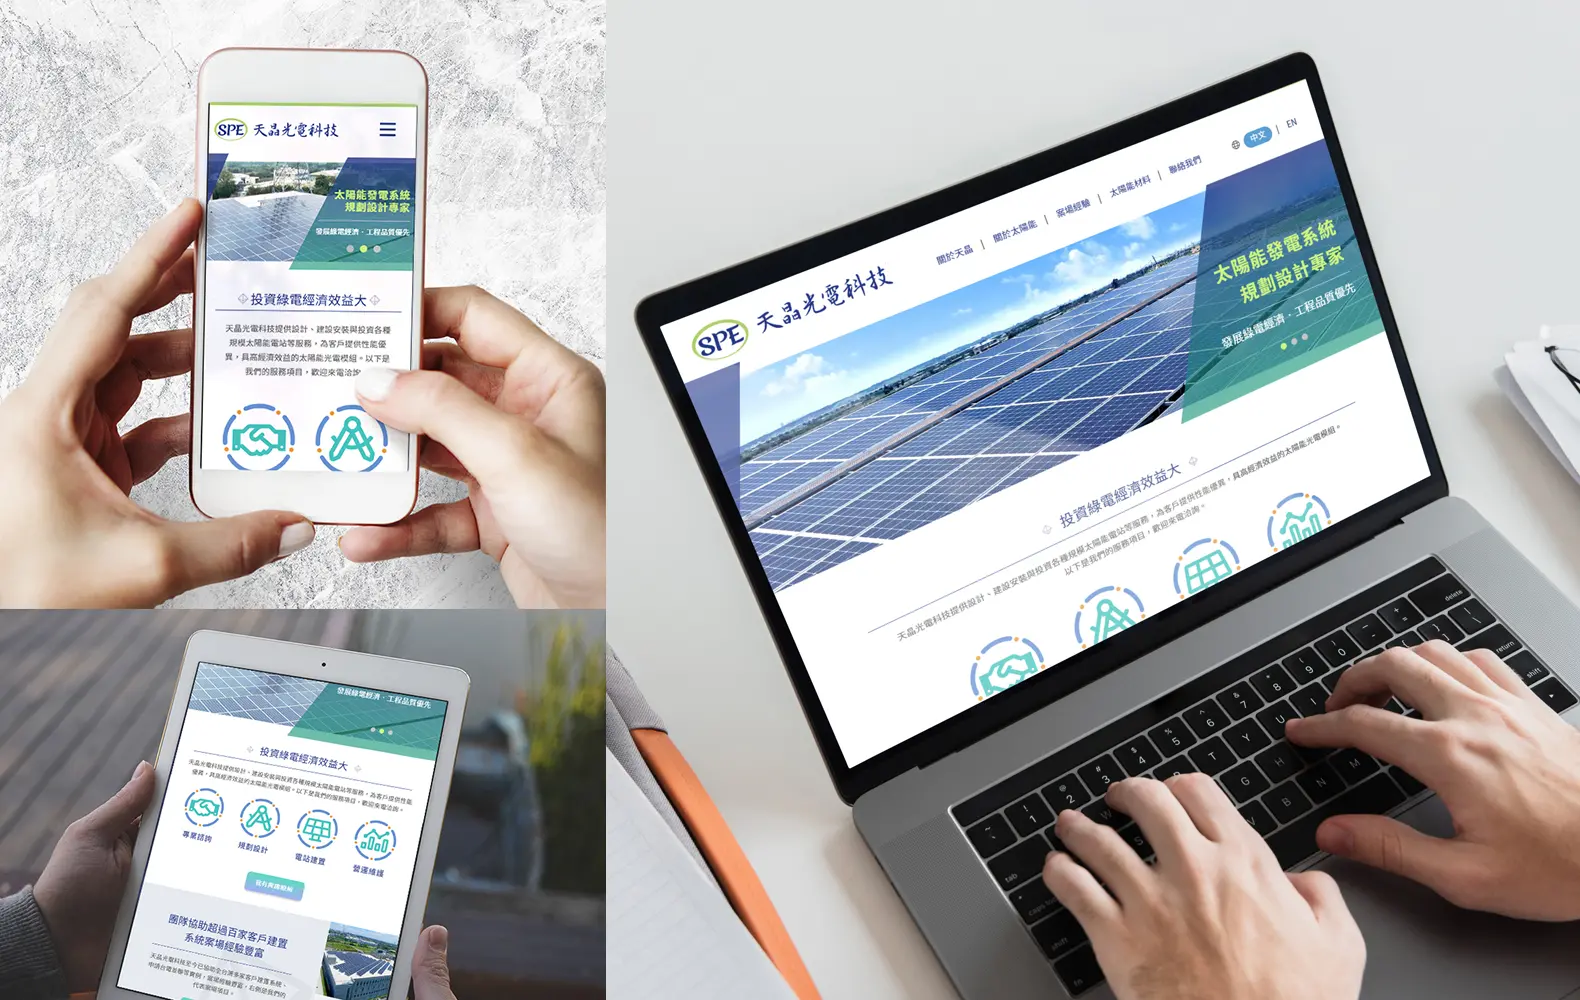 SPE 天晶光電科技
太陽能發電系統
規劃設計專家
發展綠電經濟．工程品質優先
投資綠電經濟效益大
天晶光電科技提供設計、建設安裝與投資各種
規模太陽能電站等服務，為客戶提供性能優
異，具高經濟效益的太陽能光電模組。以下是
我們的服務項目，歡迎來電洽
中文 | EN
關於天晶 | 關於太陽能 | 案場經驗 | 太陽能材料 | 聯絡我們
SPE 天晶光電科技
太陽能發電系統
規劃設計專家
發展綠電經濟．工程品質優先
投資綠電經濟效益大
天晶光電科技提供設計、建設安裝與投資各種規模太陽能電站等服務，為客戶提供性能優異，具高經濟效益的太陽能光電模組。
以下是我們的服務項目，歡迎來電洽詢。
發展綠電經濟．工程品質優先
投資綠電經濟效益大
天晶光電科技提供設計、建設安裝與投資各種規模太陽能電站等服務，為客戶提供性能
優異，具高經濟效益的太陽能光電模組。以下是我們的服務項目，歡迎來電洽詢。
專業諮詢
規劃設計
電站建置
營運維護
團隊協助超過百家客戶建置
系統案場經驗豐富
天晶光電科技至今已協助全台灣多家客戶建置系統、
代表案場項目。
delete
return
shift
tab
caps lock
shift
fn